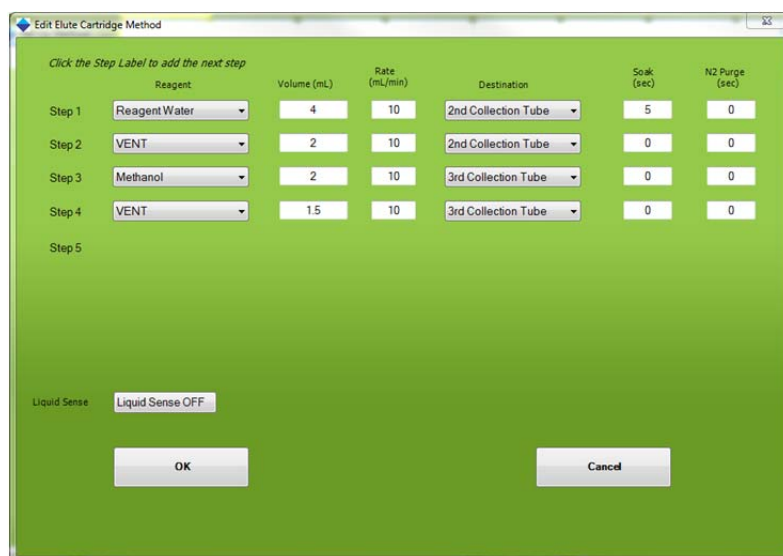 Edit Elute Cartridge Method
Click the Step Label to add the next step
Reagent Volume (mL) Rate (mL/min) Destination Soak (sec) N2 Purge (sec)
Step 1 Reagent Water 4 10 2nd Collection Tube 5 0
Step 2 VENT 2 10 2nd Collection Tube 0 0
Step 3 Methanol 2 10 3rd Collection Tube 0 0
Step 4 VENT 1.5 10 3rd Collection Tube 0 0
Step 5
Liquid Sense Liquid Sense OFF
OK Cancel